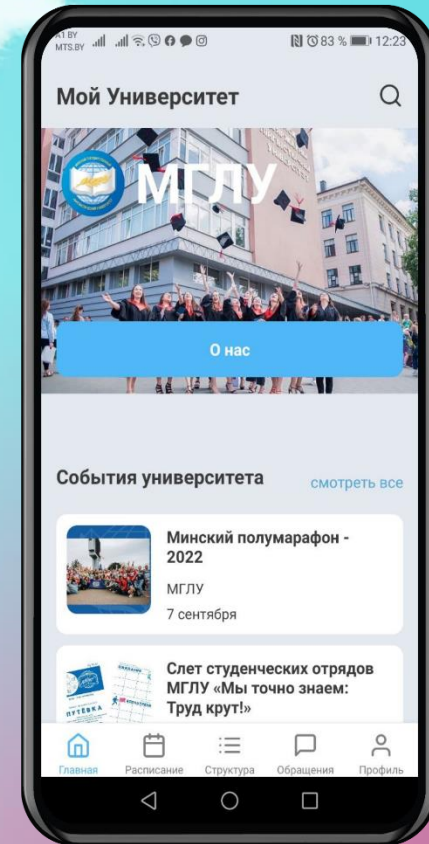 A1 BY
MTS.BY
83 % 12:23
Мой Университет
МГЛУ
О нас
События университета
смотреть все
Минский полумарафон -
2022
МГЛУ
7 сентября
Слет студенческих отрядов
МГЛУ «Мы точно знаем:
Труд крут!»
ПУТЁВКА
Главная
Расписание
Структура
Обращения
Профиль